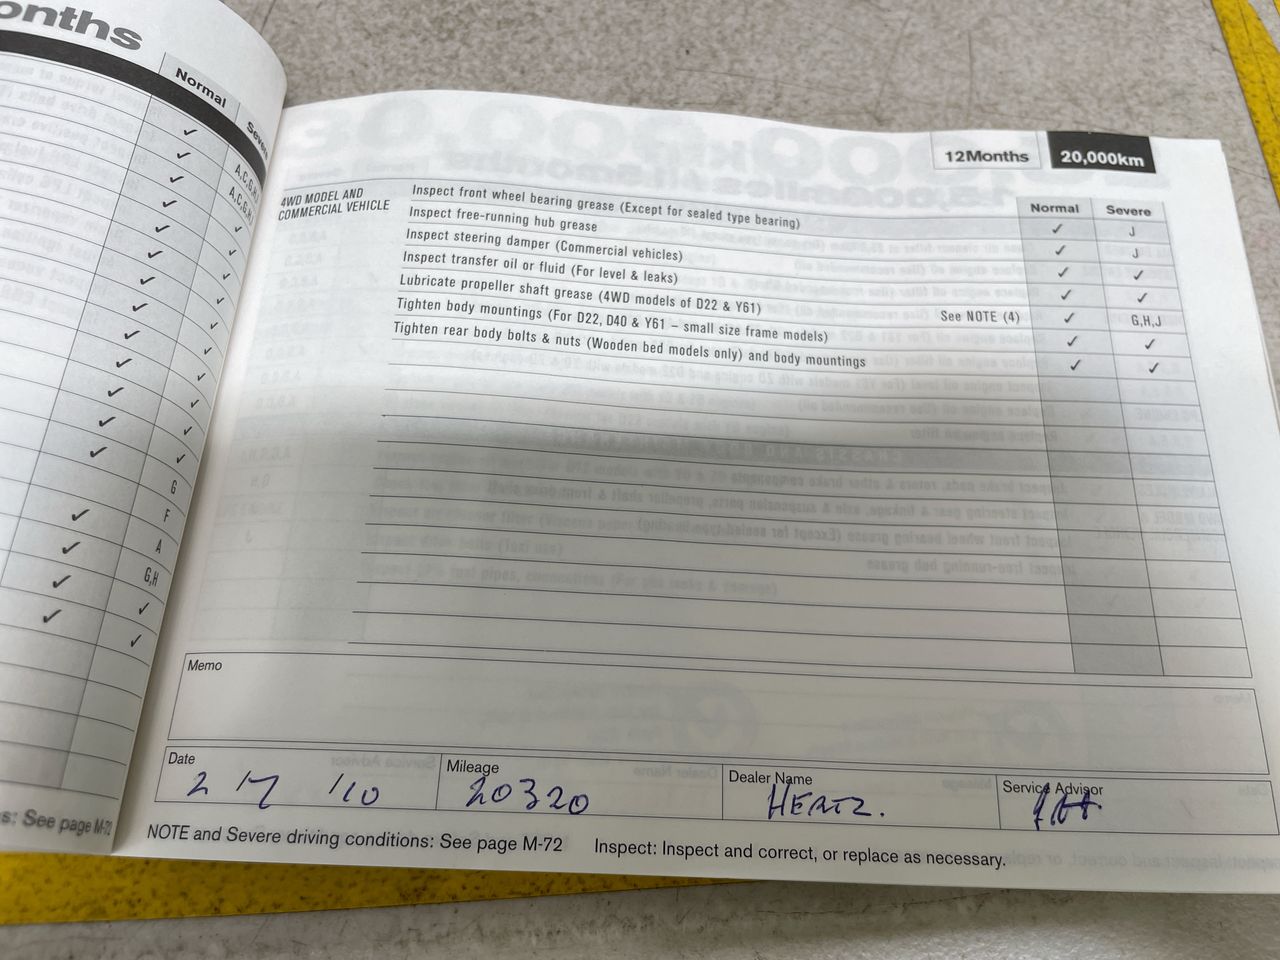 onths
Normal
Severe
✓
✓ A,C,G,H
✓ A,C,G,H
✓ ✓
✓ ✓
✓ ✓
✓ ✓
✓ ✓
✓ ✓
✓ ✓
✓ ✓
✓ ✓
G
✓ F
✓ A
✓ G,H
✓ ✓
✓
s: See page M-72
12Months 20,000km
4WD MODEL AND
COMMERCIAL VEHICLE
Normal Severe
Inspect front wheel bearing grease (Except for sealed type bearing) ✓ J
Inspect free-running hub grease ✓ J
Inspect steering damper (Commercial vehicles) ✓ ✓
Inspect transfer oil or fluid (For level & leaks) ✓ ✓
Lubricate propeller shaft grease (4WD models of D22 & Y61) See NOTE (4) ✓ G,H,J
Tighten body mountings (For D22, D40 & Y61 – small size frame models) ✓ ✓
Tighten rear body bolts & nuts (Wooden bed models only) and body mountings ✓ ✓
Memo
Date Mileage Dealer Name Service Advisor
20320 HERTZ.
NOTE and Severe driving conditions: See page M-72 Inspect: Inspect and correct, or replace as necessary.